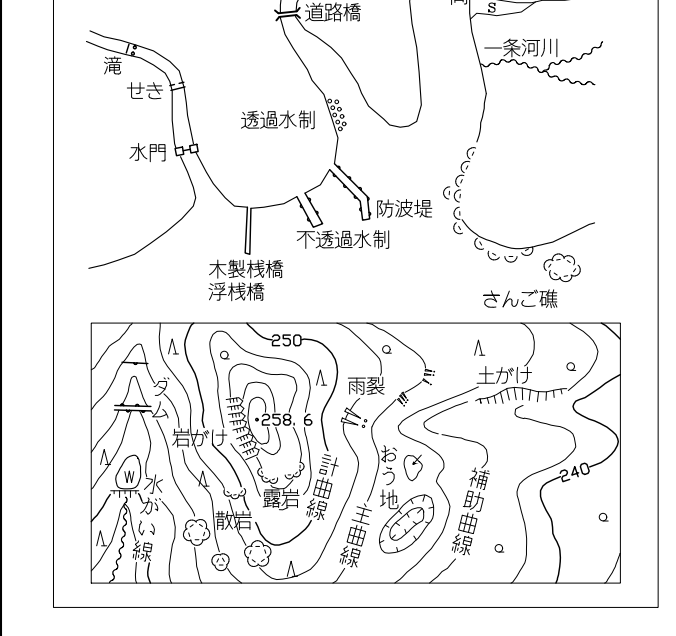 道路橋
S
一条河川
滝
せき
透過水制
水門
防波堤
不透過水制
木製桟橋
浮桟橋
さんご礁
250
ダム
雨裂
土がけ
258.6
岩がけ
おう地
240
W
水がい線
露岩
計曲線
主曲線
補助曲線
散岩